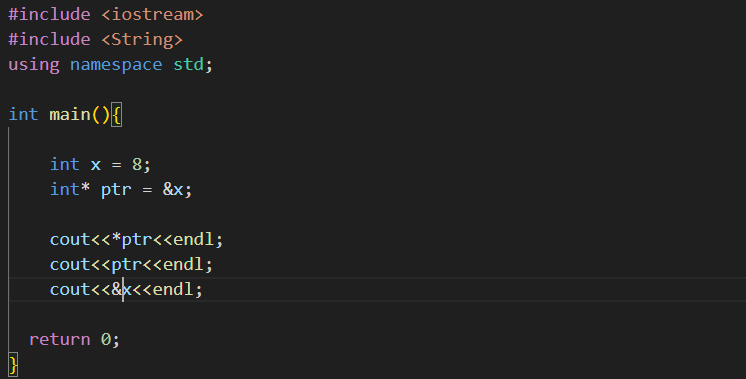 #include <iostream>
#include <String>
using namespace std;
int main(){
int x = 8;
int* ptr = &x;
cout<<*ptr<<endl;
cout<<ptr<<endl;
cout<<&x<<endl;
return 0;
}